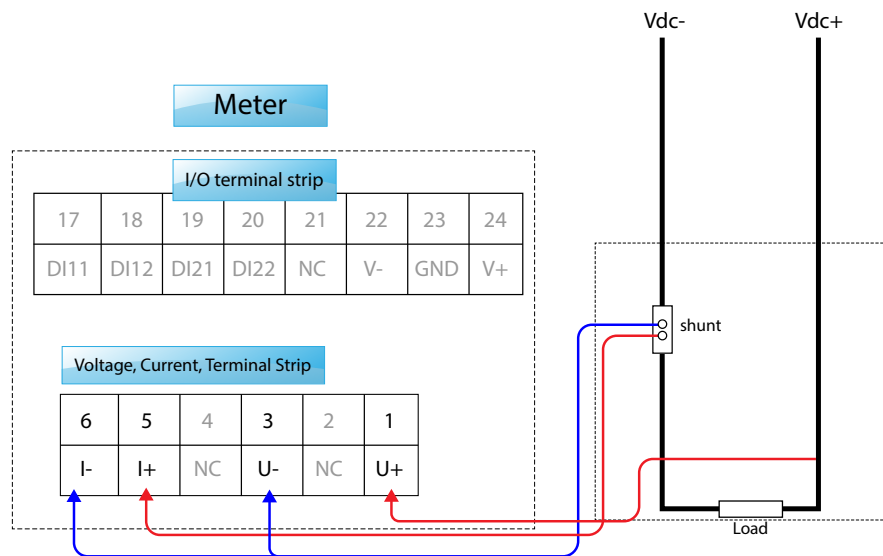 Vdc- Vdc+
Meter
I/O terminal strip
17 18 19 20 21 22 23 24
DI11 DI12 DI21 DI22 NC V- GND V+
shunt
Voltage, Current, Terminal Strip
6 5 4 3 2 1
I- I+ NC U- NC U+
Load